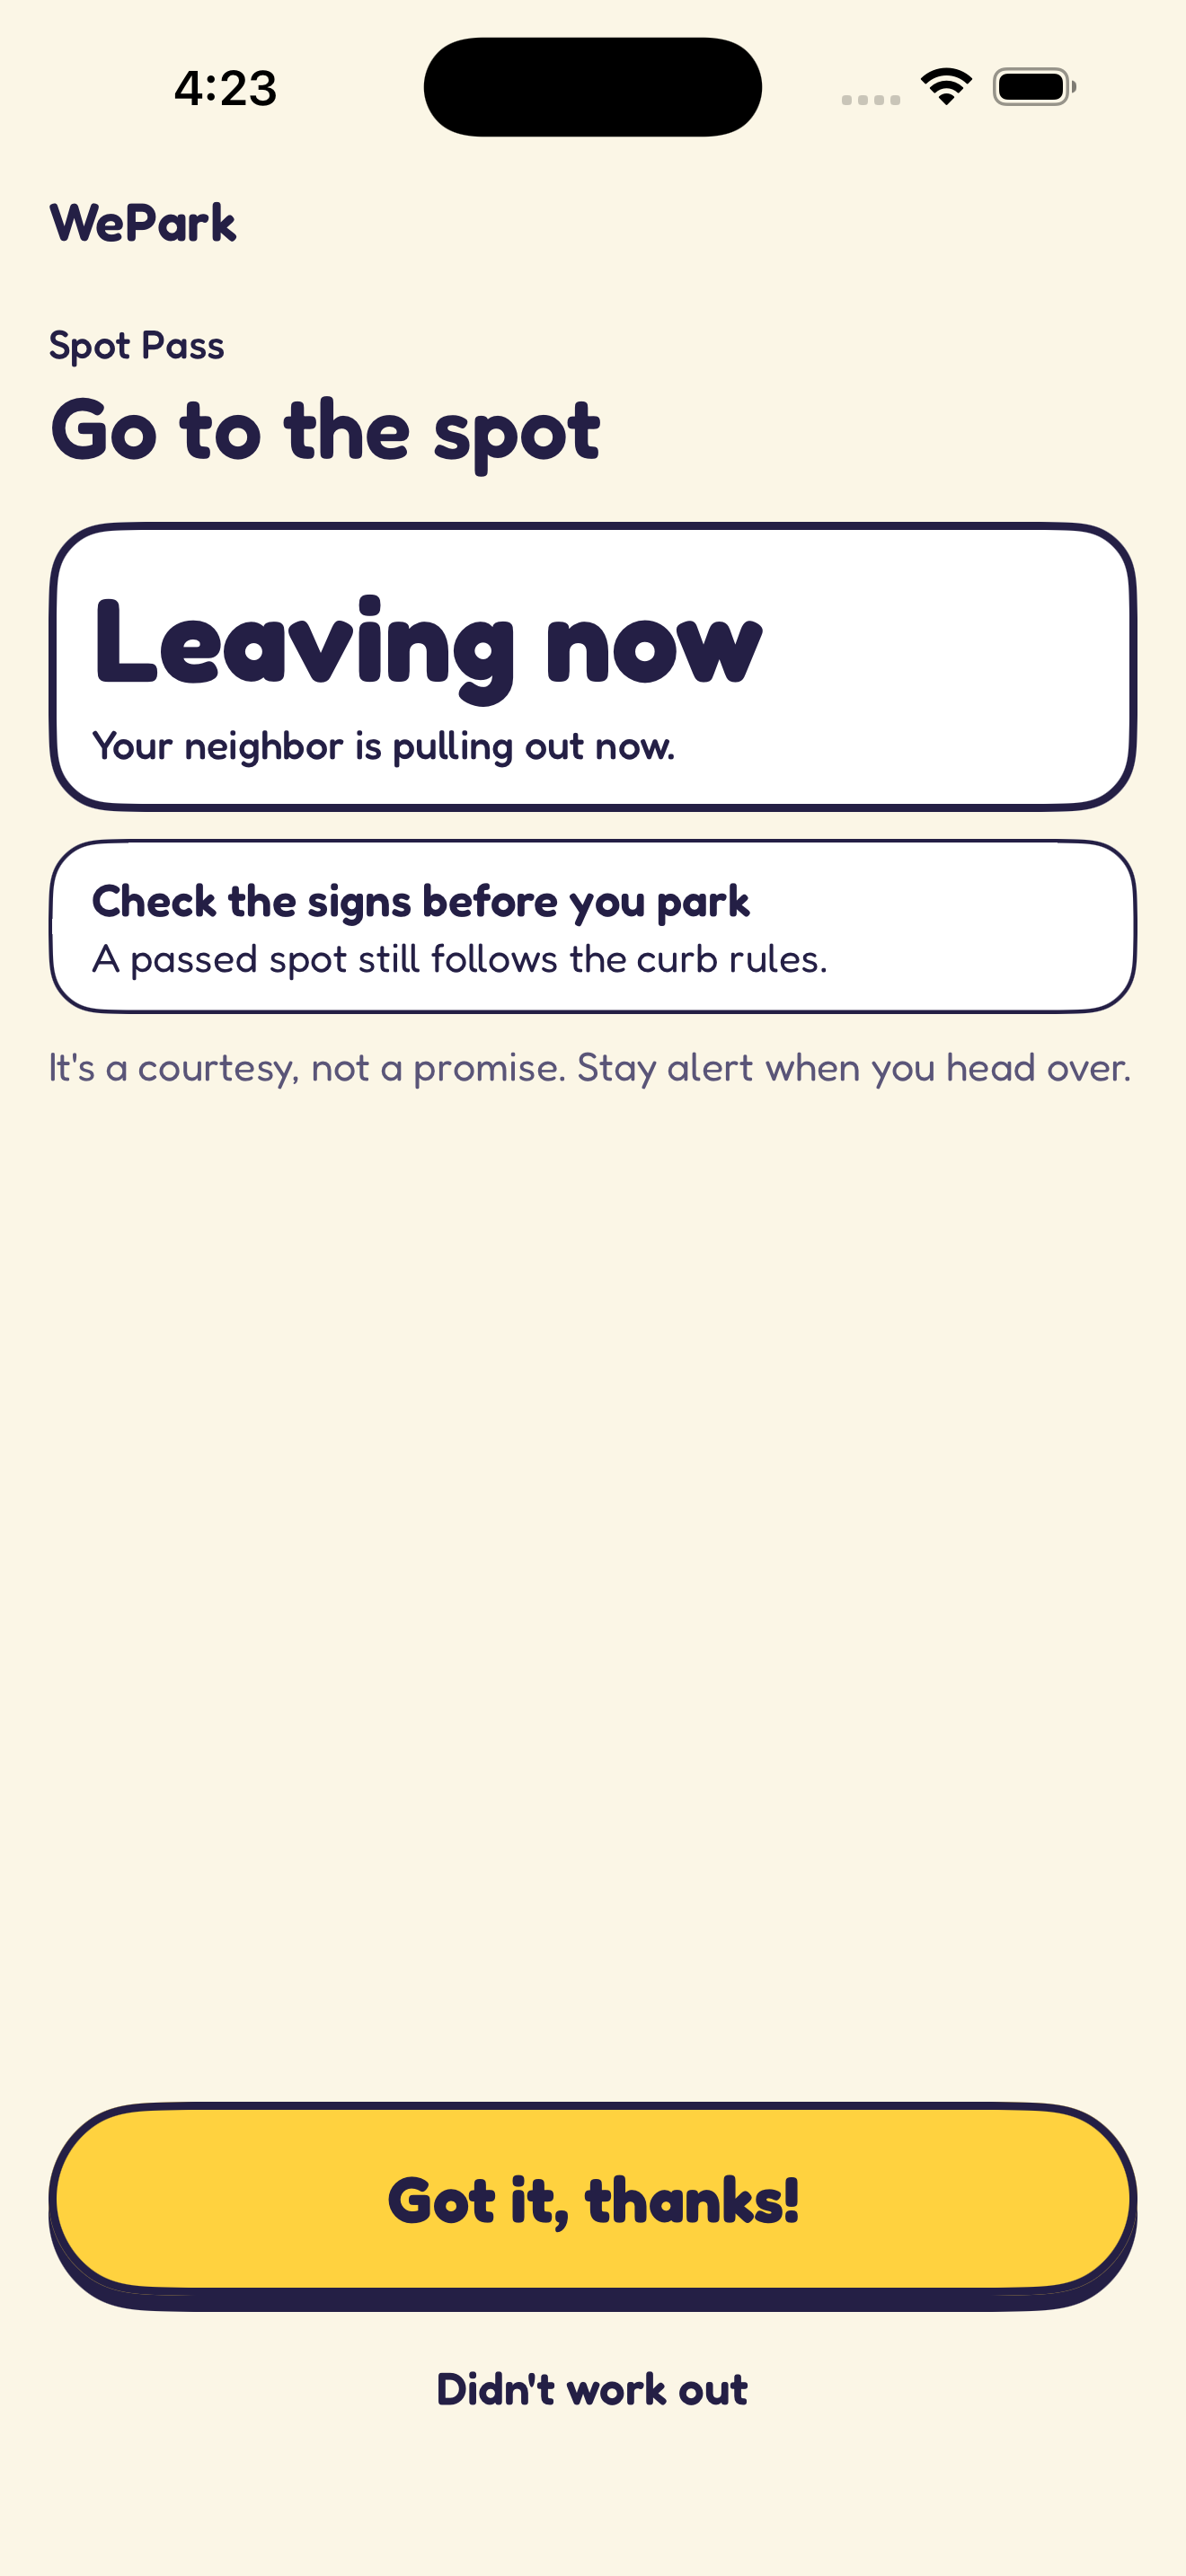 4:23
WePark
Spot Pass
Go to the spot
Leaving now
Your neighbor is pulling out now.
Check the signs before you park
A passed spot still follows the curb rules.
It's a courtesy, not a promise. Stay alert when you head over.
Got it, thanks!
Didn't work out